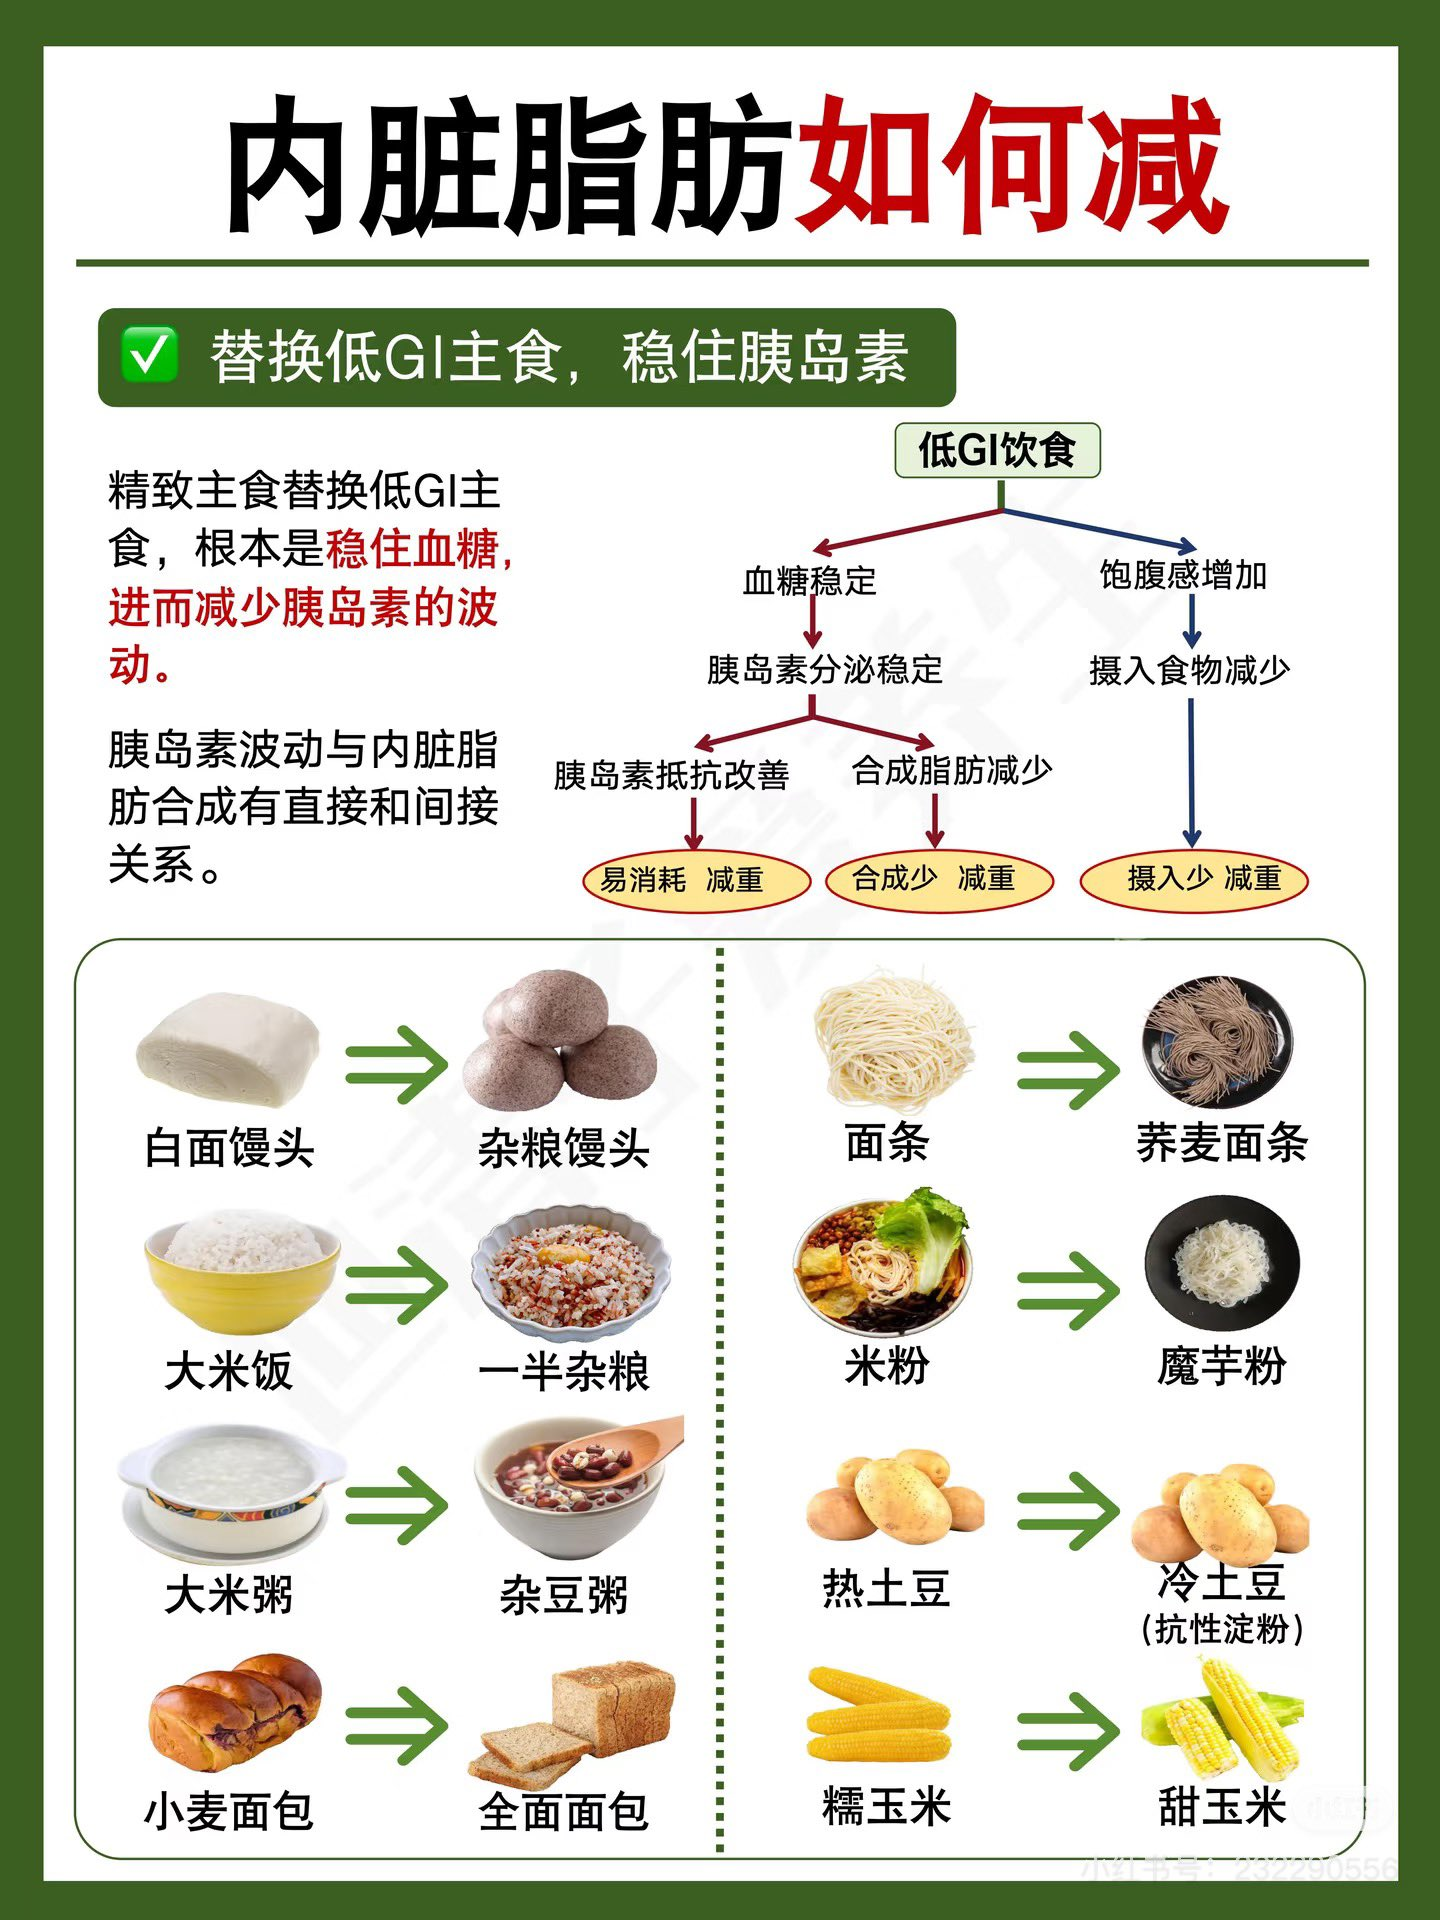 内脏脂肪如何减
替换低GI主食，稳住胰岛素
精致主食替换低GI主
食，根本是稳住血糖，
进而减少胰岛素的波
动。
胰岛素波动与内脏脂
肪合成有直接和间接
关系。
低GI饮食
血糖稳定
饱腹感增加
胰岛素分泌稳定
摄入食物减少
胰岛素抵抗改善
合成脂肪减少
易消耗 减重
合成少 减重
摄入少 减重
白面馒头
杂粮馒头
大米饭
一半杂粮
大米粥
杂豆粥
小麦面包
全面面包
面条
荞麦面条
米粉
魔芋粉
热土豆
冷土豆
（抗性淀粉）
糯玉米
甜玉米
小红书号：232290556